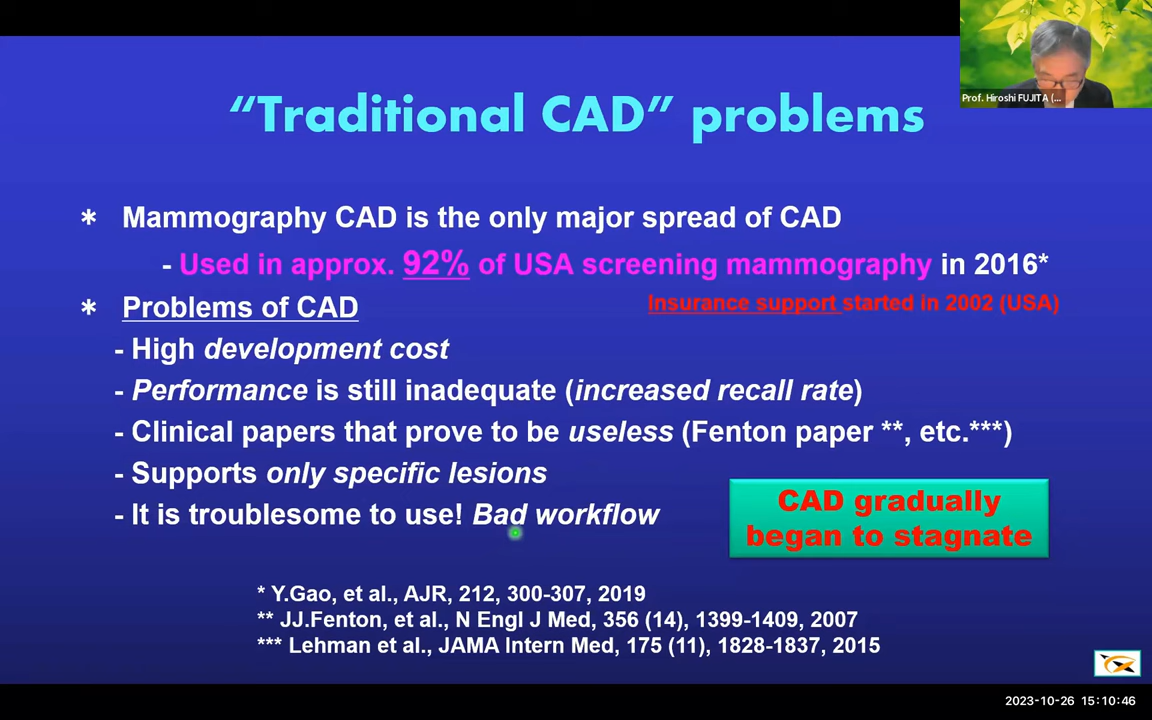 Prof. Hiroshi FUJITA (...
“Traditional CAD” problems
* Mammography CAD is the only major spread of CAD
- Used in approx. 92% of USA screening mammography in 2016*
* Problems of CAD
Insurance support started in 2002 (USA)
- High development cost
- Performance is still inadequate (increased recall rate)
- Clinical papers that prove to be useless (Fenton paper **, etc.***)
- Supports only specific lesions
- It is troublesome to use! Bad workflow
CAD gradually
began to stagnate
* Y.Gao, et al., AJR, 212, 300-307, 2019
** JJ.Fenton, et al., N Engl J Med, 356 (14), 1399-1409, 2007
*** Lehman et al., JAMA Intern Med, 175 (11), 1828-1837, 2015
2023-10-26 15:10:46